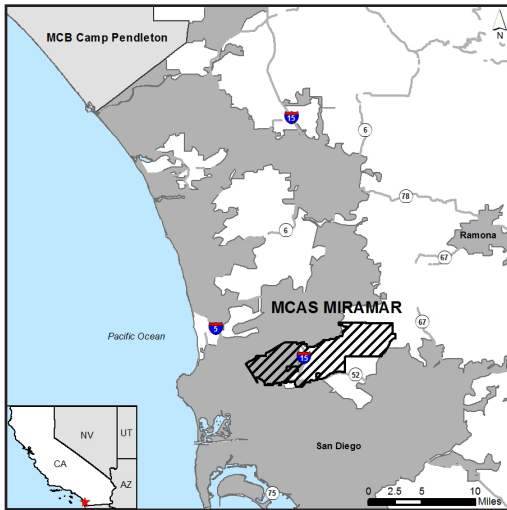 MCB Camp Pendleton
N
15
6
78
Ramona
6
67
MCAS MIRAMAR
67
5
Pacific Ocean
15
52
NV
UT
CA
AZ
San Diego
75
0 2.5 5 10
Miles